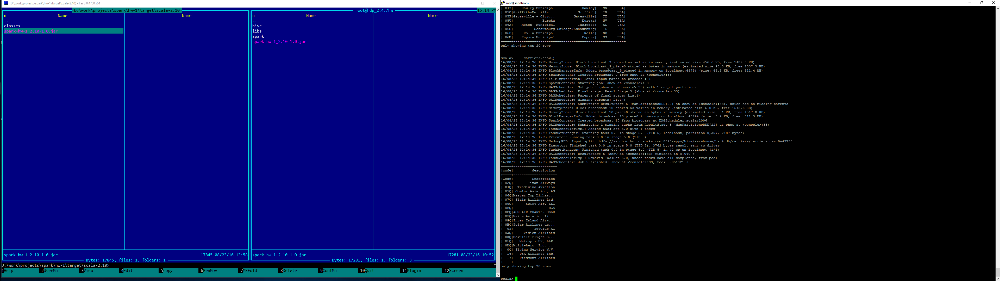 {D:\work\projects\spark\hw-1\target\scala-2.10} - Far 3.0.4700 x64
D:\work\projects\spark\hw-1\target\scala-2.10
n Name Name
..
classes
spark-hw-1_2.10-1.0.jar
spark-hw-1_2.10-1.0.jar 17845 08/23/16 13:58
Bytes: 17845, files: 1, folders: 1
root@hdp_2.4:/hw
15:14 PM
n Name Name
..
hive
libs
spark
spark-hw-1_2.10-1.0.jar
spark-hw-1_2.10-1.0.jar 17281 08/23/16 10:52
Bytes: 17281, files: 1, folders: 3
D:\work\projects\spark\hw-1\target\scala-2.10>
1Help 2UserMn 3View 4Edit 5Copy 6RenMov 7MkFold 8Delete 9ConfMn 10Quit 11Plugin 12Screen
root@sandbox:~
| 04Y| Hawley Municipal| Hawley| MN| USA|
| 05C|Griffith-Merrillv...| Griffith| IN| USA|
| 05F|Gatesville - City...| Gatesville| TX| USA|
| 05U| Eureka| Eureka| NV| USA|
| 06A| Moton  Municipal| Tuskegee| AL| USA|
| 06C| Schaumburg|Chicago/Schaumburg| IL| USA|
| 06D| Rolla Municipal| Rolla| ND| USA|
| 06M| Eupora Municipal| Eupora| MS| USA|
+----+--------------------+------------------+-----+-------+
only showing top 20 rows
scala>     carriers.show()
16/08/23 12:14:36 INFO MemoryStore: Block broadcast_9 stored as values in memory (estimated size 456.6 KB, free 1489.3 KB)
16/08/23 12:14:36 INFO MemoryStore: Block broadcast_9_piece0 stored as bytes in memory (estimated size 48.3 KB, free 1537.5 KB)
16/08/23 12:14:36 INFO BlockManagerInfo: Added broadcast_9_piece0 in memory on localhost:48794 (size: 48.3 KB, free: 511.4 MB)
16/08/23 12:14:36 INFO SparkContext: Created broadcast 9 from show at <console>:33
16/08/23 12:14:36 INFO FileInputFormat: Total input paths to process : 1
16/08/23 12:14:36 INFO SparkContext: Starting job: show at <console>:33
16/08/23 12:14:36 INFO DAGScheduler: Got job 5 (show at <console>:33) with 1 output partitions
16/08/23 12:14:36 INFO DAGScheduler: Final stage: ResultStage 5 (show at <console>:33)
16/08/23 12:14:36 INFO DAGScheduler: Parents of final stage: List()
16/08/23 12:14:36 INFO DAGScheduler: Missing parents: List()
16/08/23 12:14:36 INFO DAGScheduler: Submitting ResultStage 5 (MapPartitionsRDD[22] at show at <console>:33), which has no missing parents
16/08/23 12:14:36 INFO MemoryStore: Block broadcast_10 stored as values in memory (estimated size 6.0 KB, free 1543.6 KB)
16/08/23 12:14:36 INFO MemoryStore: Block broadcast_10_piece0 stored as bytes in memory (estimated size 3.4 KB, free 1547.0 KB)
16/08/23 12:14:36 INFO BlockManagerInfo: Added broadcast_10_piece0 in memory on localhost:48794 (size: 3.4 KB, free: 511.3 MB)
16/08/23 12:14:36 INFO SparkContext: Created broadcast 10 from broadcast at DAGScheduler.scala:1006
16/08/23 12:14:36 INFO DAGScheduler: Submitting 1 missing tasks from ResultStage 5 (MapPartitionsRDD[22] at show at <console>:33)
16/08/23 12:14:36 INFO TaskSchedulerImpl: Adding task set 5.0 with 1 tasks
16/08/23 12:14:36 INFO TaskSetManager: Starting task 0.0 in stage 5.0 (TID 5, localhost, partition 0,ANY, 2187 bytes)
16/08/23 12:14:36 INFO Executor: Running task 0.0 in stage 5.0 (TID 5)
16/08/23 12:14:36 INFO HadoopRDD: Input split: hdfs://sandbox.hortonworks.com:8020/apps/hive/warehouse/hw_4.db/carriers/carriers.csv:0+43758
16/08/23 12:14:36 INFO Executor: Finished task 0.0 in stage 5.0 (TID 5). 3762 bytes result sent to driver
16/08/23 12:14:36 INFO TaskSetManager: Finished task 0.0 in stage 5.0 (TID 5) in 42 ms on localhost (1/1)
16/08/23 12:14:36 INFO DAGScheduler: ResultStage 5 (show at <console>:33) finished in 0.040 s
16/08/23 12:14:36 INFO TaskSchedulerImpl: Removed TaskSet 5.0, whose tasks have all completed, from pool
16/08/23 12:14:36 INFO DAGScheduler: Job 5 finished: show at <console>:33, took 0.051421 s
+----+--------------------+
|code| description|
+----+--------------------+
|Code| Description|
| 02Q| Titan Airways|
| 04Q| Tradewind Aviation|
| 05Q| Comlux Aviation, AG|
| 06Q|Master Top Linhas...|
| 07Q| Flair Airlines Ltd.|
| 09Q| Swift Air, LLC|
| 0BQ| DCA|
| 0CQ|ACM AIR CHARTER GmbH|
| 0FQ|Maine Aviation Ai...|
| 0GQ|Inter Island Airw...|
| 0HQ|Polar Airlines de...|
| 0J| JetClub AG|
| 0JQ| Vision Airlines|
| 0KQ|Mokulele Flight S...|
| 0LQ| Metropix UK, LLP.|
| 0MQ|Multi-Aero, Inc. ...|
| 0Q| Flying Service N.V.|
| 16| PSA Airlines Inc.|
| 17| Piedmont Airlines|
+----+--------------------+
only showing top 20 rows
scala>